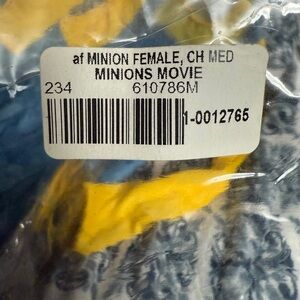 af MINION FEMALE, CH MED
MINIONS MOVIE
234 610786M
1-0012765